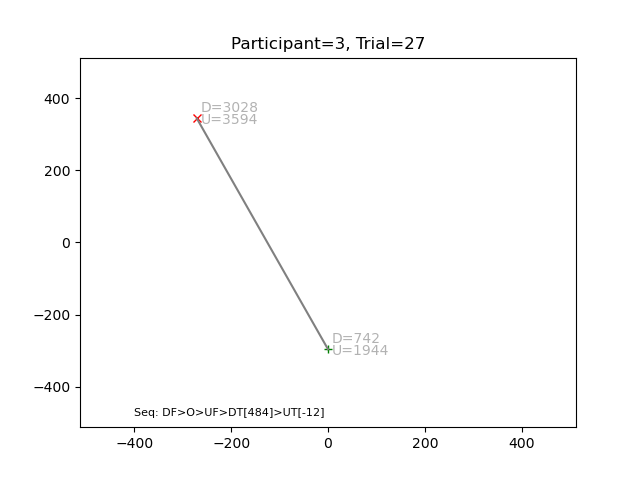 Participant=3, Trial=27
400
200
0
−200
−400
D=3028
U=3594
D=742
U=1944
Seq: DF>O>UF>DT[484]>UT[-12]
−400
−200
0
200
400